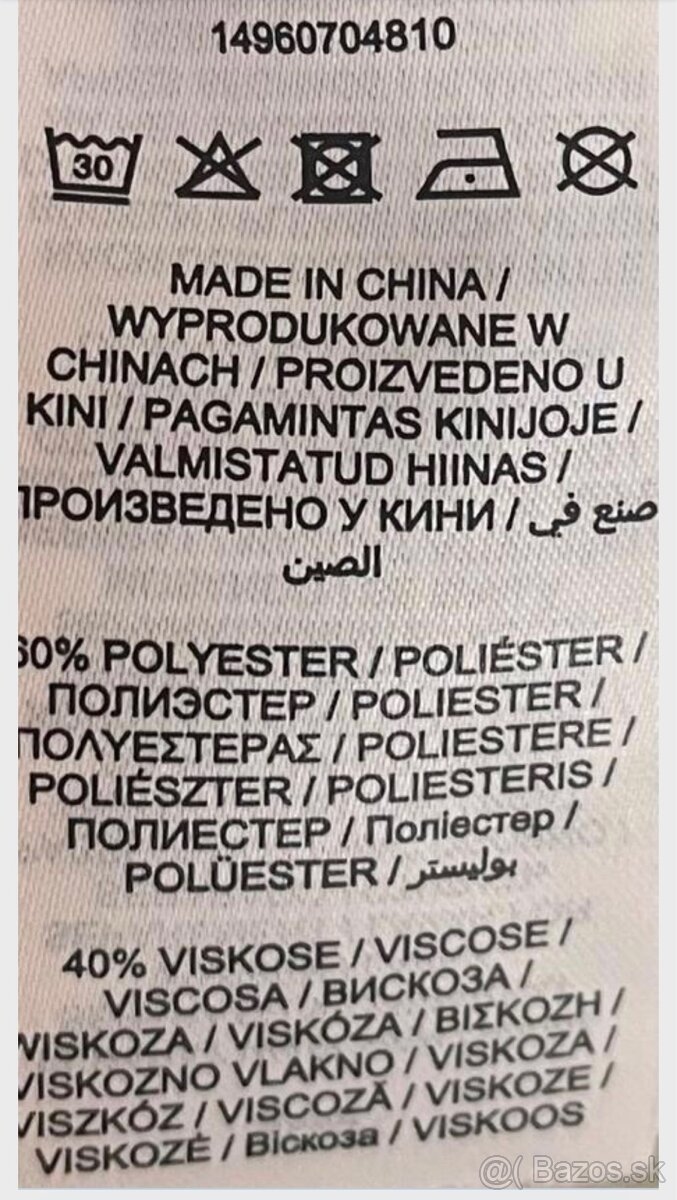 14960704810
30
MADE IN CHINA /
WYPRODUKOWANE W
CHINACH / PROIZVEDENO U
KINI / PAGAMINTAS KINIJOJE /
VALMISTATUD HIINAS /
ПРОИЗВЕДЕНО У КИНИ / صنع في
الصين
60% POLYESTER / POLIÉSTER /
ПОЛИЭСТЕР / POLIESTER /
ΠΟΛΥΕΣΤΕΡΑΣ / POLIESTERE /
POLIÉSZTER / POLIESTERIS /
ПОЛИЕСТЕР / Поліестер /
POLÜESTER / بوليستر
40% VISKOSE / VISCOSE /
VISCOSA / ВИСКОЗА /
WISKOZA / VISKÓZA / ΒΙΣΚΟΖΗ /
VISKOZNO VLAKNO / VISKOZA /
VISZKÓZ / VISCOZĂ / VISKOZE /
VISKOZĖ / Віскоза / VISKOOS
@( Bazos.sk